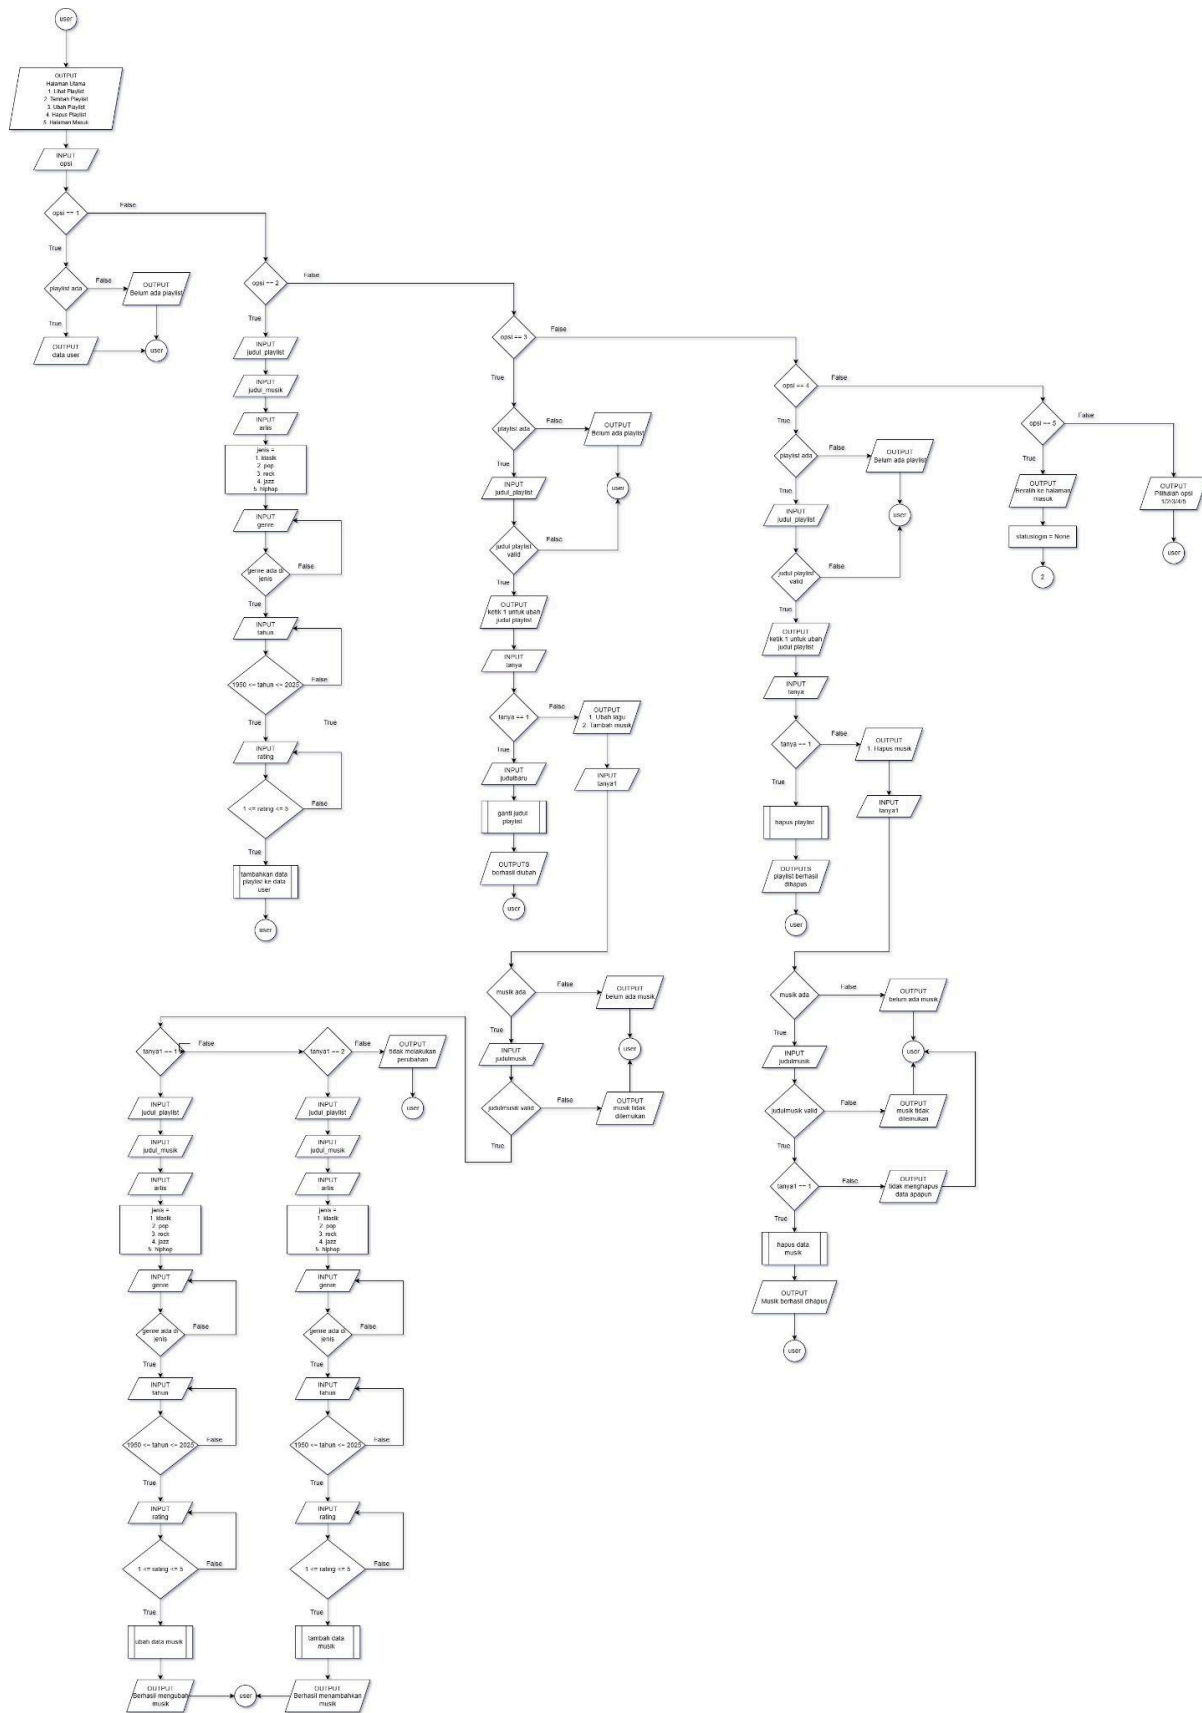 user
OUTPUT
Halaman Utama
1. Lihat Playlist
2. Tambah Playlist
3. Ubah Playlist
4. Hapus Playlist
5. Halaman Masuk
INPUT
opsi
opsi == 1
False
True
playlist ada
False
OUTPUT
Belum ada playlist
True
OUTPUT
data user
user
opsi == 2
False
True
INPUT
judul_playlist
INPUT
judul_musik
INPUT
artis
jenis =
1. klasik
2. pop
3. rock
4. jazz
5. hiphop
INPUT
genre
genre ada di
jenis
False
True
INPUT
tahun
1950 <= tahun <= 2025
False
True
True
INPUT
rating
1 <= rating <= 5
False
True
tambahkan data
playlist ke data
user
user
opsi == 3
False
True
playlist ada
False
OUTPUT
Belum ada playlist
True
INPUT
judul_playlist
user
judul playlist
valid
False
True
OUTPUT
ketik 1 untuk ubah
judul playlist
INPUT
tanya
tanya == 1
False
OUTPUT
1. Ubah lagu
2. Tambah musik
True
INPUT
judulbaru
INPUT
tanya1
ganti judul
playlist
OUTPUTS
berhasil diubah
user
musik ada
False
OUTPUT
belum ada musik
True
INPUT
judulmusik
user
judulmusik valid
False
OUTPUT
musik tidak
ditemukan
True
tanya1 == 1
False
tanya1 == 2
False
OUTPUT
tidak melakukan
perubahan
user
True
INPUT
judul_playlist
INPUT
judul_musik
INPUT
artis
jenis =
1. klasik
2. pop
3. rock
4. jazz
5. hiphop
INPUT
genre
genre ada di
jenis
False
True
INPUT
tahun
1950 <= tahun <= 2025
False
True
INPUT
rating
1 <= rating <= 5
False
True
ubah data musik
OUTPUT
Berhasil mengubah
musik
user
True
INPUT
judul_playlist
INPUT
judul_musik
INPUT
artis
jenis =
1. klasik
2. pop
3. rock
4. jazz
5. hiphop
INPUT
genre
genre ada di
jenis
False
True
INPUT
tahun
1950 <= tahun <= 2025
False
True
INPUT
rating
1 <= rating <= 5
False
True
tambah data
musik
OUTPUT
Berhasil menambahkan
musik
opsi == 4
False
True
playlist ada
False
OUTPUT
Belum ada playlist
True
INPUT
judul_playlist
user
judul playlist
valid
False
True
OUTPUT
ketik 1 untuk ubah
judul playlist
INPUT
tanya
tanya == 1
False
OUTPUT
1. Hapus musik
True
INPUT
tanya1
hapus playlist
OUTPUTS
playlist berhasil
dihapus
user
musik ada
False
OUTPUT
belum ada musik
True
INPUT
judulmusik
user
judulmusik valid
False
OUTPUT
musik tidak
ditemukan
True
tanya1 == 1
False
OUTPUT
tidak menghapus
data apapun
True
hapus data
musik
OUTPUT
Musik berhasil dihapus
user
opsi == 5
False
True
OUTPUT
Beralih ke halaman
masuk
statuslogin = None
2
OUTPUT
Pilihalah opsi
1/2/3/4/5
user